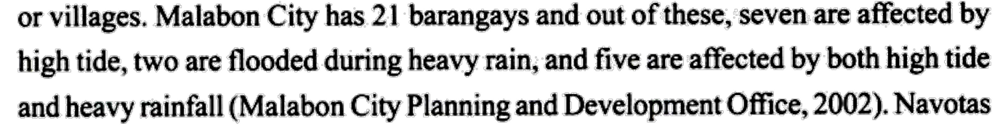 or villages. Malabon City has 21 barangays and out of these, seven are affected by
high tide, two are flooded during heavy rain, and five are affected by both high tide
and heavy rainfall (Malabon City Planning and Development Office, 2002). Navotas